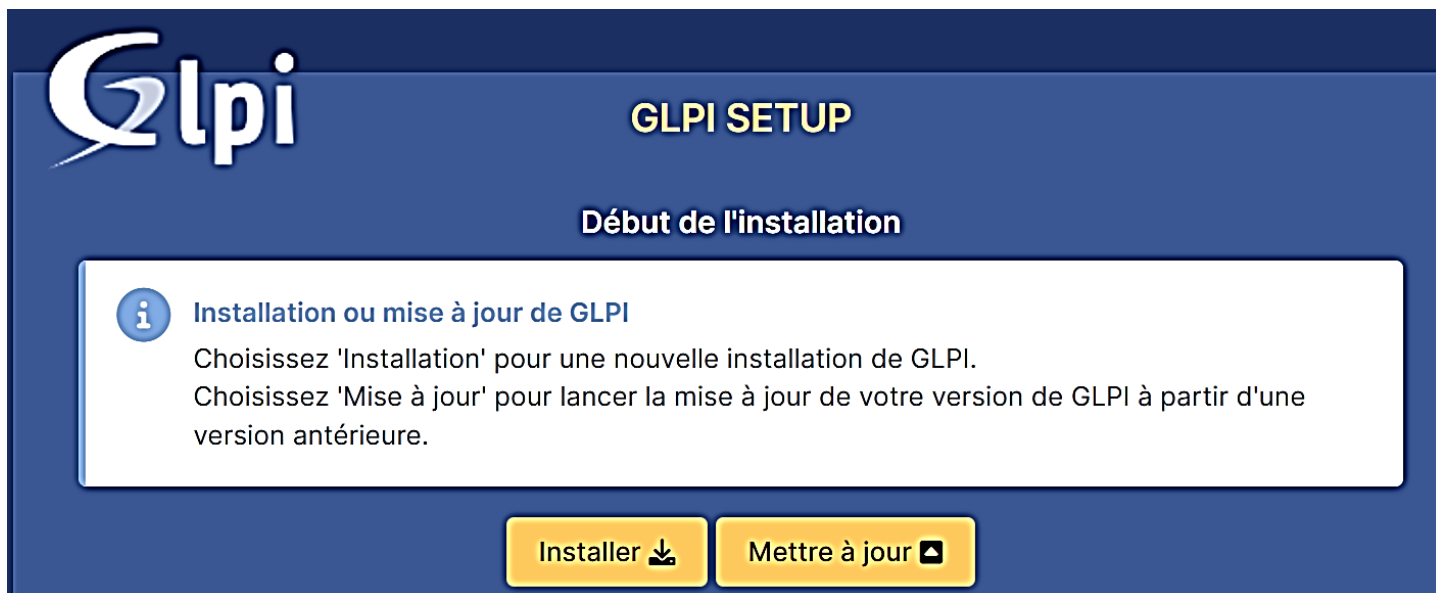 Glpi
GLPI SETUP
Début de l'installation
Installation ou mise à jour de GLPI
Choisissez 'Installation' pour une nouvelle installation de GLPI.
Choisissez 'Mise à jour' pour lancer la mise à jour de votre version de GLPI à partir d'une
version antérieure.
Installer
Mettre à jour